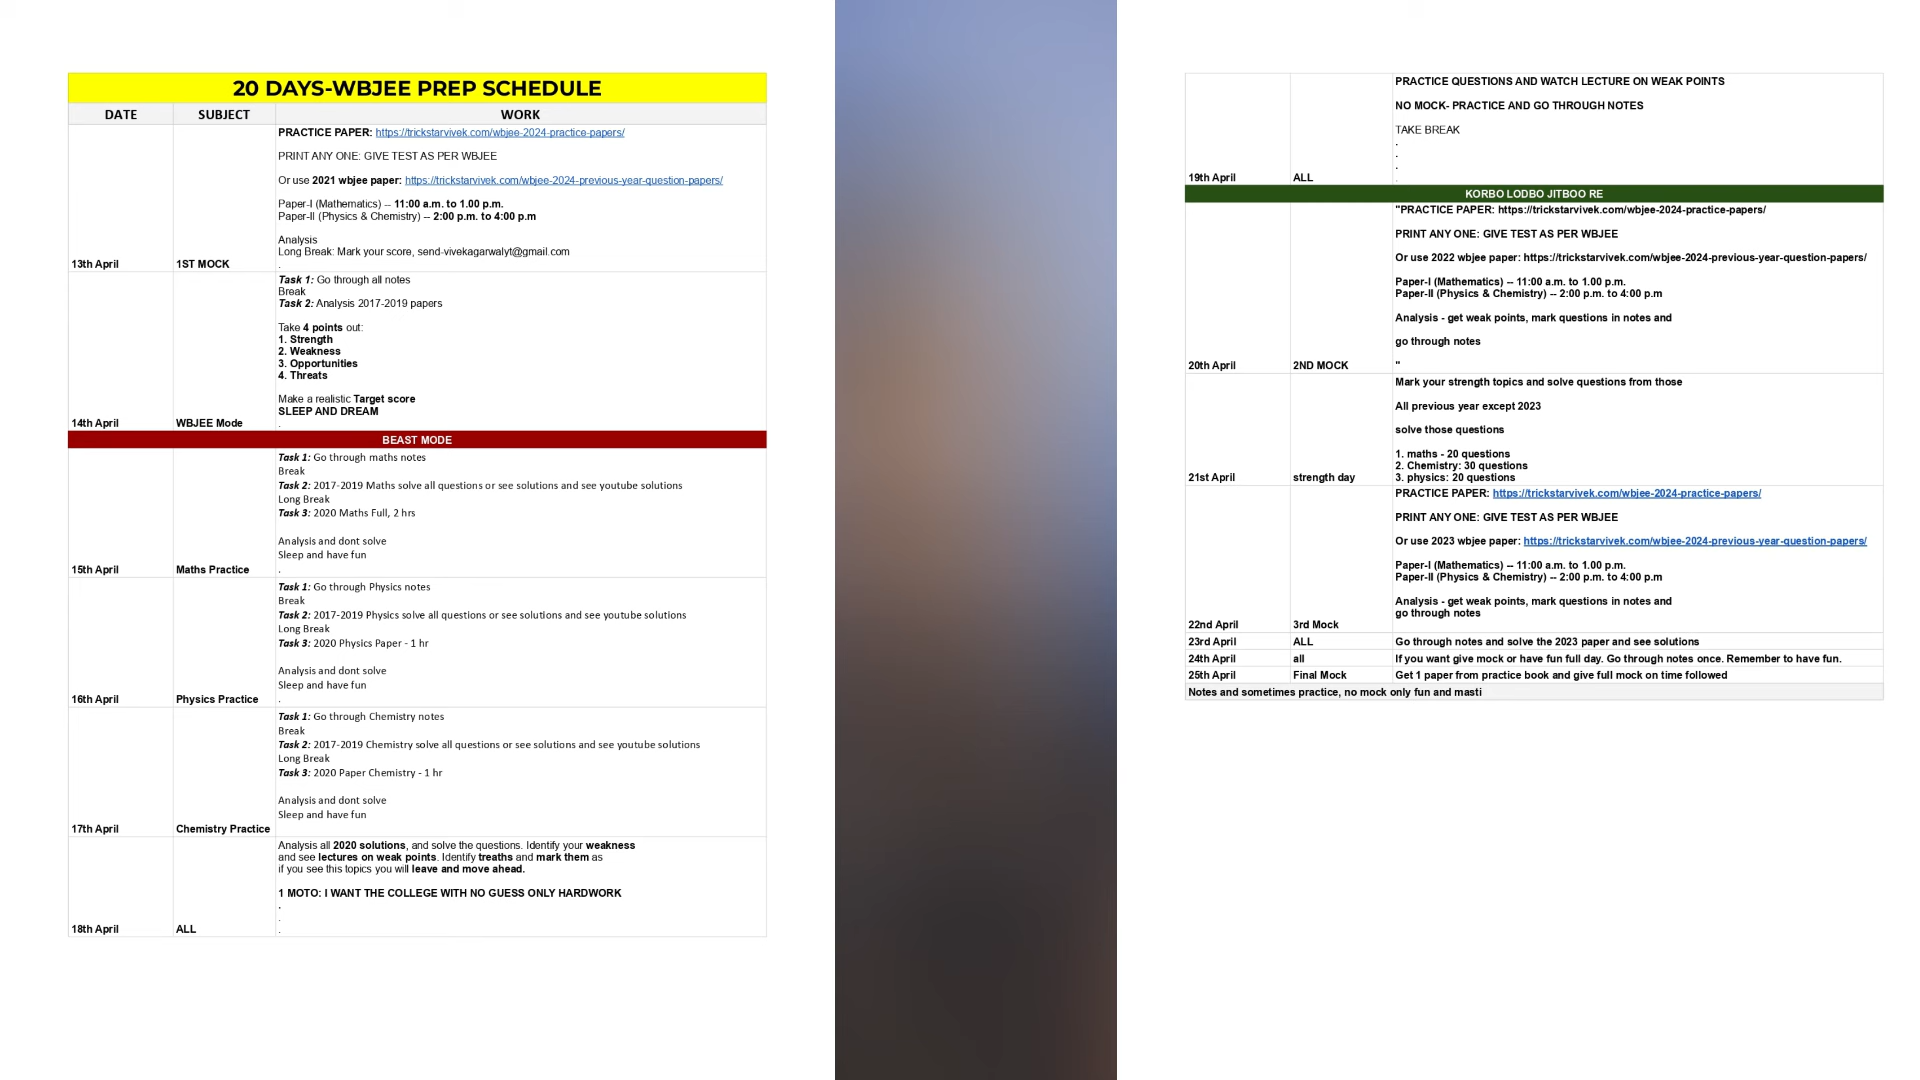 20 DAYS-WBJEE PREP SCHEDULE
DATE SUBJECT WORK
PRACTICE PAPER: https://trickstarvivek.com/wbjee-2024-practice-papers/
PRINT ANY ONE: GIVE TEST AS PER WBJEE
Or use 2021 wbjee paper: https://trickstarvivek.com/wbjee-2024-previous-year-question-papers/
Paper-I (Mathematics) -- 11:00 a.m. to 1.00 p.m.
Paper-II (Physics & Chemistry) -- 2:00 p.m. to 4:00 p.m
Analysis
Long Break: Mark your score, send-vivekagarwalyt@gmail.com
13th April 1ST MOCK .
Task 1: Go through all notes
Break
Task 2: Analysis 2017-2019 papers
Take 4 points out:
1. Strength
2. Weakness
3. Opportunities
4. Threats
Make a realistic Target score
SLEEP AND DREAM
14th April WBJEE Mode .
BEAST MODE
Task 1: Go through maths notes
Break
Task 2: 2017-2019 Maths solve all questions or see solutions and see youtube solutions
Long Break
Task 3: 2020 Maths Full, 2 hrs
Analysis and dont solve
Sleep and have fun
15th April Maths Practice .
Task 1: Go through Physics notes
Break
Task 2: 2017-2019 Physics solve all questions or see solutions and see youtube solutions
Long Break
Task 3: 2020 Physics Paper - 1 hr
Analysis and dont solve
Sleep and have fun
16th April Physics Practice .
Task 1: Go through Chemistry notes
Break
Task 2: 2017-2019 Chemistry solve all questions or see solutions and see youtube solutions
Long Break
Task 3: 2020 Paper Chemistry - 1 hr
Analysis and dont solve
Sleep and have fun
17th April Chemistry Practice
Analysis all 2020 solutions, and solve the questions. Identify your weakness
and see lectures on weak points. Identify treaths and mark them as
if you see this topics you will leave and move ahead.
1 MOTO: I WANT THE COLLEGE WITH NO GUESS ONLY HARDWORK
.
.
18th April ALL .
PRACTICE QUESTIONS AND WATCH LECTURE ON WEAK POINTS
NO MOCK- PRACTICE AND GO THROUGH NOTES
TAKE BREAK
.
.
.
19th April ALL .
KORBO LODBO JITBOO RE
"PRACTICE PAPER: https://trickstarvivek.com/wbjee-2024-practice-papers/
PRINT ANY ONE: GIVE TEST AS PER WBJEE
Or use 2022 wbjee paper: https://trickstarvivek.com/wbjee-2024-previous-year-question-papers/
Paper-I (Mathematics) -- 11:00 a.m. to 1.00 p.m.
Paper-II (Physics & Chemistry) -- 2:00 p.m. to 4:00 p.m
Analysis - get weak points, mark questions in notes and
go through notes
20th April 2ND MOCK "
Mark your strength topics and solve questions from those
All previous year except 2023
solve those questions
1. maths - 20 questions
2. Chemistry: 30 questions
21st April strength day 3. physics: 20 questions
PRACTICE PAPER: https://trickstarvivek.com/wbjee-2024-practice-papers/
PRINT ANY ONE: GIVE TEST AS PER WBJEE
Or use 2023 wbjee paper: https://trickstarvivek.com/wbjee-2024-previous-year-question-papers/
Paper-I (Mathematics) -- 11:00 a.m. to 1.00 p.m.
Paper-II (Physics & Chemistry) -- 2:00 p.m. to 4:00 p.m
Analysis - get weak points, mark questions in notes and
go through notes
22nd April 3rd Mock
23rd April ALL Go through notes and solve the 2023 paper and see solutions
24th April all If you want give mock or have fun full day. Go through notes once. Remember to have fun.
25th April Final Mock Get 1 paper from practice book and give full mock on time followed
Notes and sometimes practice, no mock only fun and masti